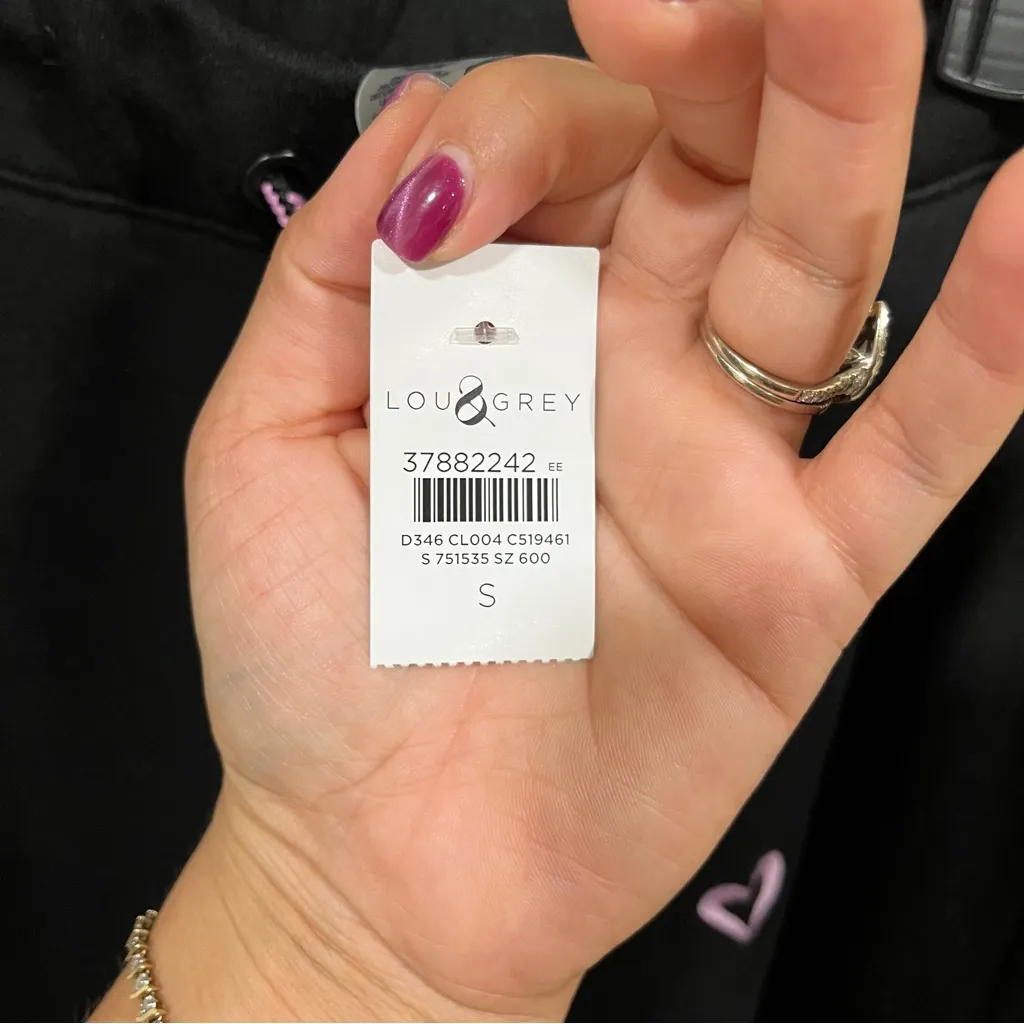 LOU & GREY
37882242 EE
D346 CL004 C519461
S 751535 SZ 600
S